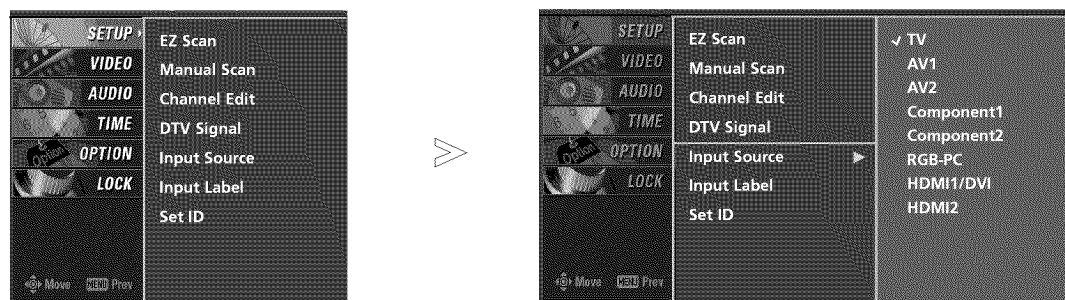 SETUP
VIDEO
AUDIO
TIME
OPTION
LOCK
EZ Scan
Manual Scan
Channel Edit
DTV Signal
Input Source
Input Label
Set ID
Move MENU Prev
SETUP
VIDEO
AUDIO
TIME
OPTION
LOCK
EZ Scan
Manual Scan
Channel Edit
DTV Signal
Input Source
Input Label
Set ID
✓ TV
AV1
AV2
Component1
Component2
RGB-PC
HDMI1/DVI
HDMI2
Move MENU Prev